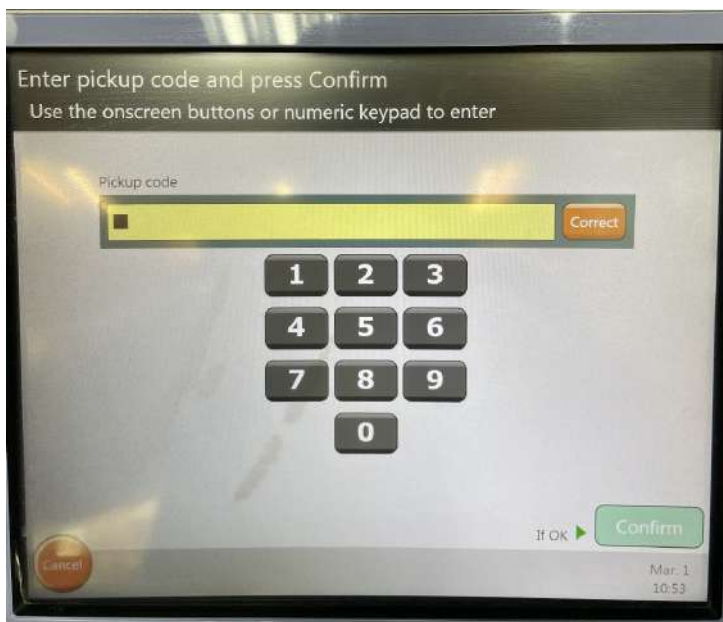 Enter pickup code and press Confirm
Use the onscreen buttons or numeric keypad to enter
Pickup code
Correct
1 2 3
4 5 6
7 8 9
0
If OK Confirm
Cancel
Mar. 1
10:53